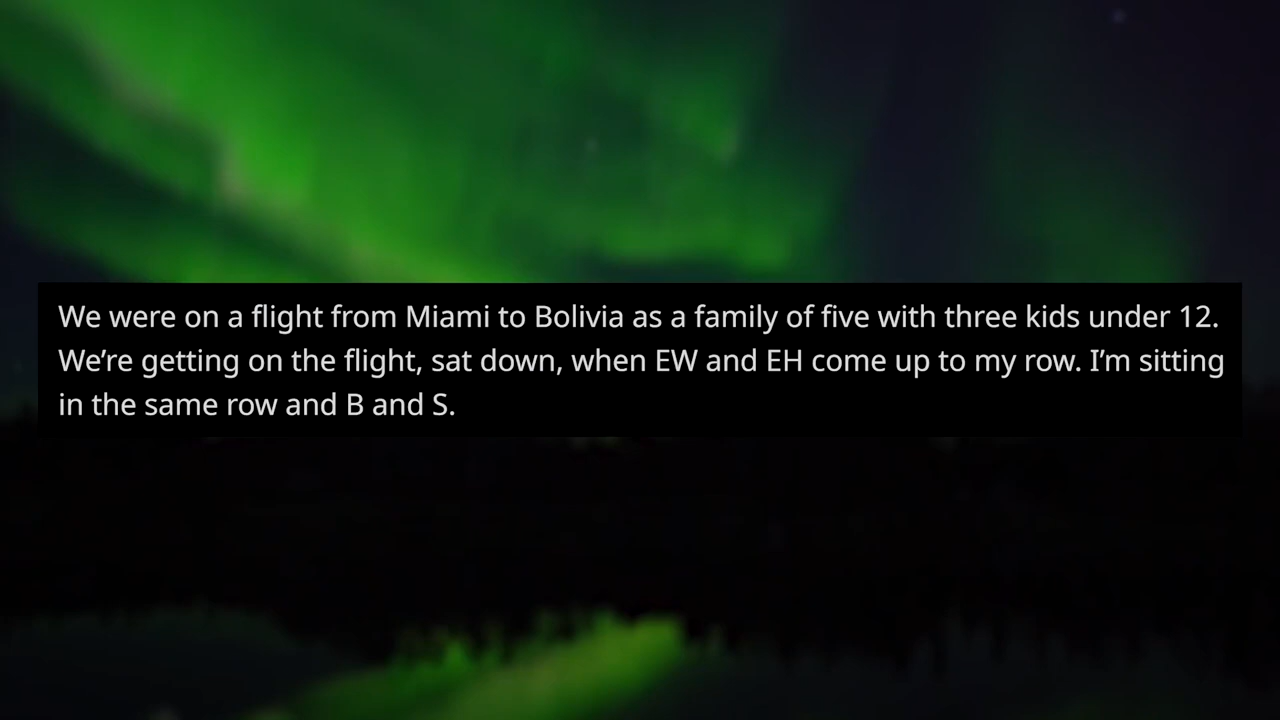 We were on a flight from Miami to Bolivia as a family of five with three kids under 12.
We’re getting on the flight, sat down, when EW and EH come up to my row. I’m sitting
in the same row and B and S.